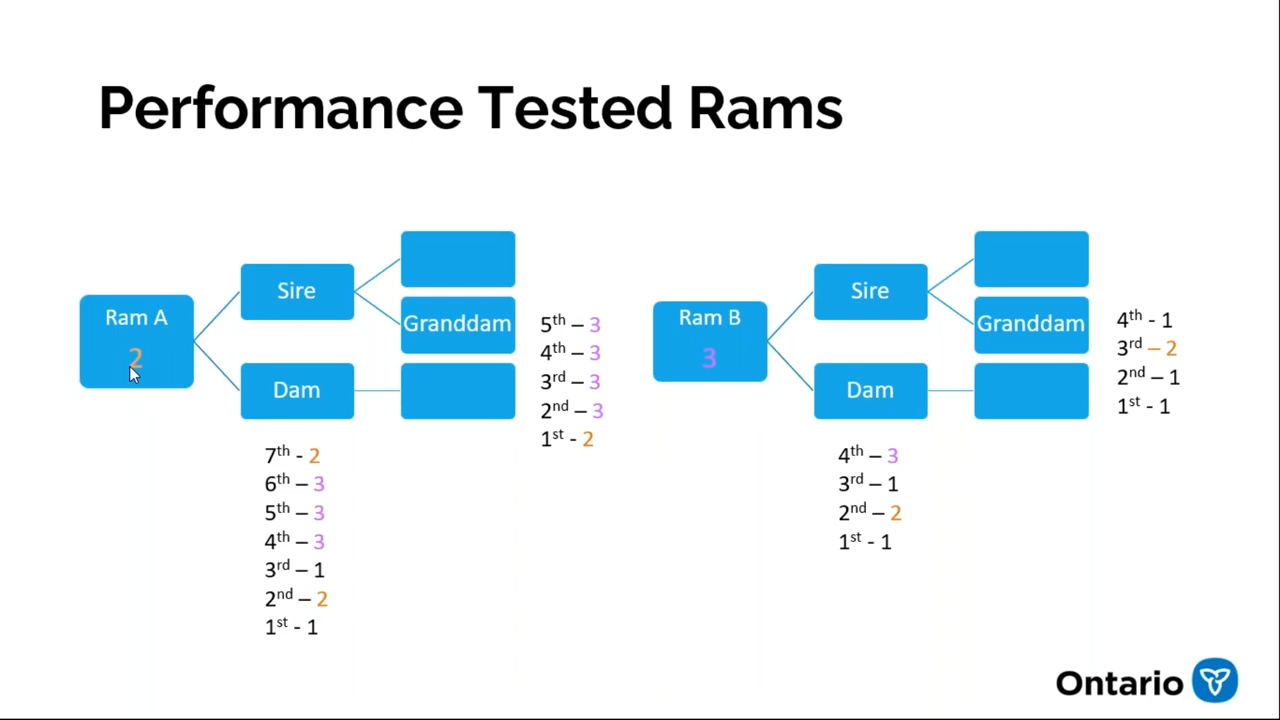 Performance Tested Rams
Ram A
2
Sire
Dam
Granddam
5th – 3
4th – 3
3rd – 3
2nd – 3
1st - 2
7th - 2
6th – 3
5th – 3
4th – 3
3rd – 1
2nd – 2
1st - 1
Ram B
3
Sire
Dam
Granddam
4th - 1
3rd – 2
2nd – 1
1st - 1
4th – 3
3rd – 1
2nd – 2
1st - 1
Ontario